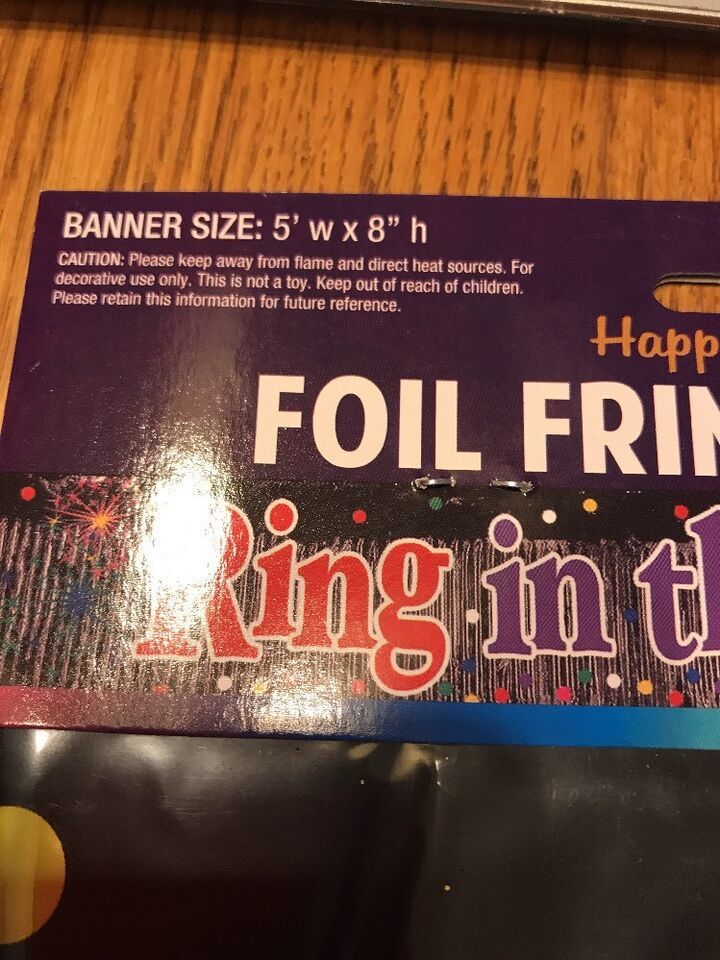 BANNER SIZE: 5' w x 8” h
CAUTION: Please keep away from flame and direct heat sources. For
decorative use only. This is not a toy. Keep out of reach of children.
Please retain this information for future reference.
Happ
FOIL FRIN
Ring in th